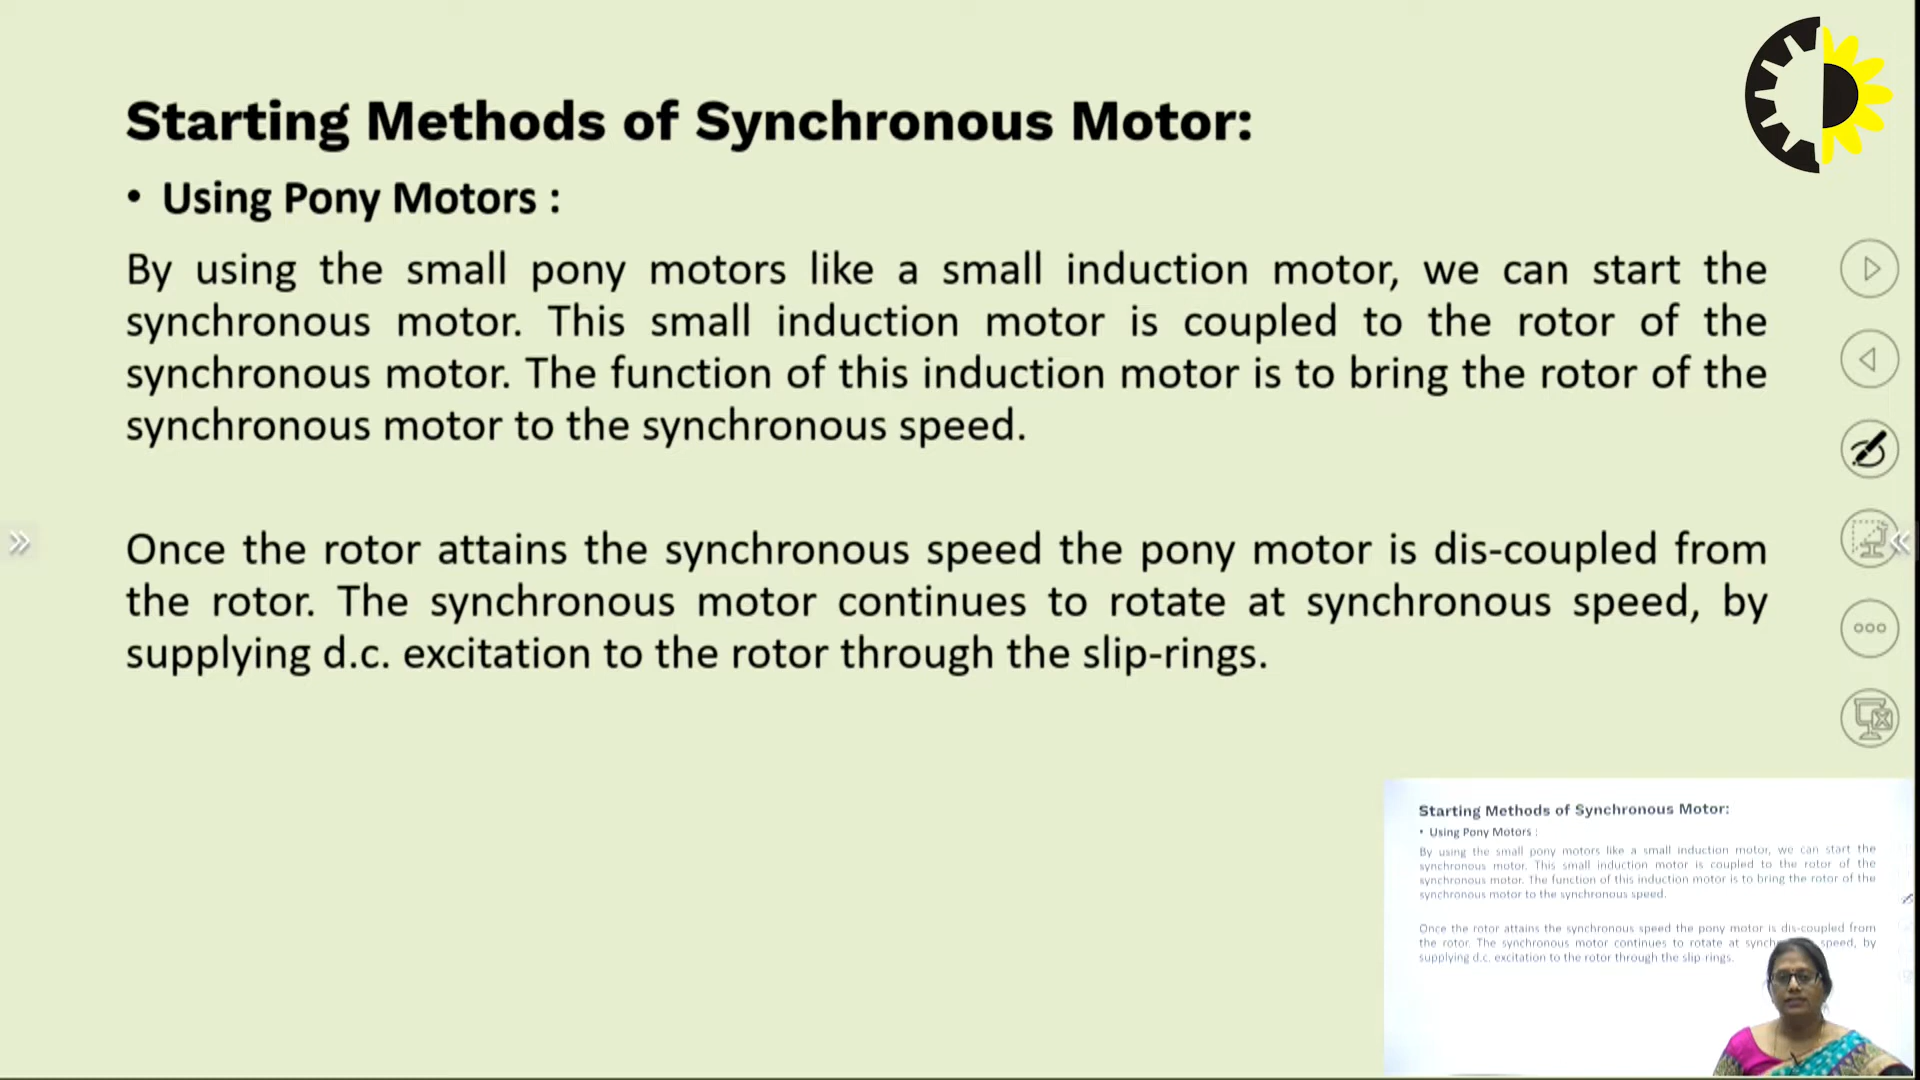 Starting Methods of Synchronous Motor:
• Using Pony Motors :
By using the small pony motors like a small induction motor, we can start the
synchronous motor. This small induction motor is coupled to the rotor of the
synchronous motor. The function of this induction motor is to bring the rotor of the
synchronous motor to the synchronous speed.
Once the rotor attains the synchronous speed the pony motor is dis-coupled from
the rotor. The synchronous motor continues to rotate at synchronous speed, by
supplying d.c. excitation to the rotor through the slip-rings.
Starting Methods of Synchronous Motor:
• Using Pony Motors :
By using the small pony motors like a small induction motor, we can start the
synchronous motor. This small induction motor is coupled to the rotor of the
synchronous motor. The function of this induction motor is to bring the rotor of the
synchronous motor to the synchronous speed.
Once the rotor attains the synchronous speed the pony motor is dis-coupled from
the rotor. The synchronous motor continues to rotate at speed, by
supplying d.c. excitation to the rotor through the slip-rings.